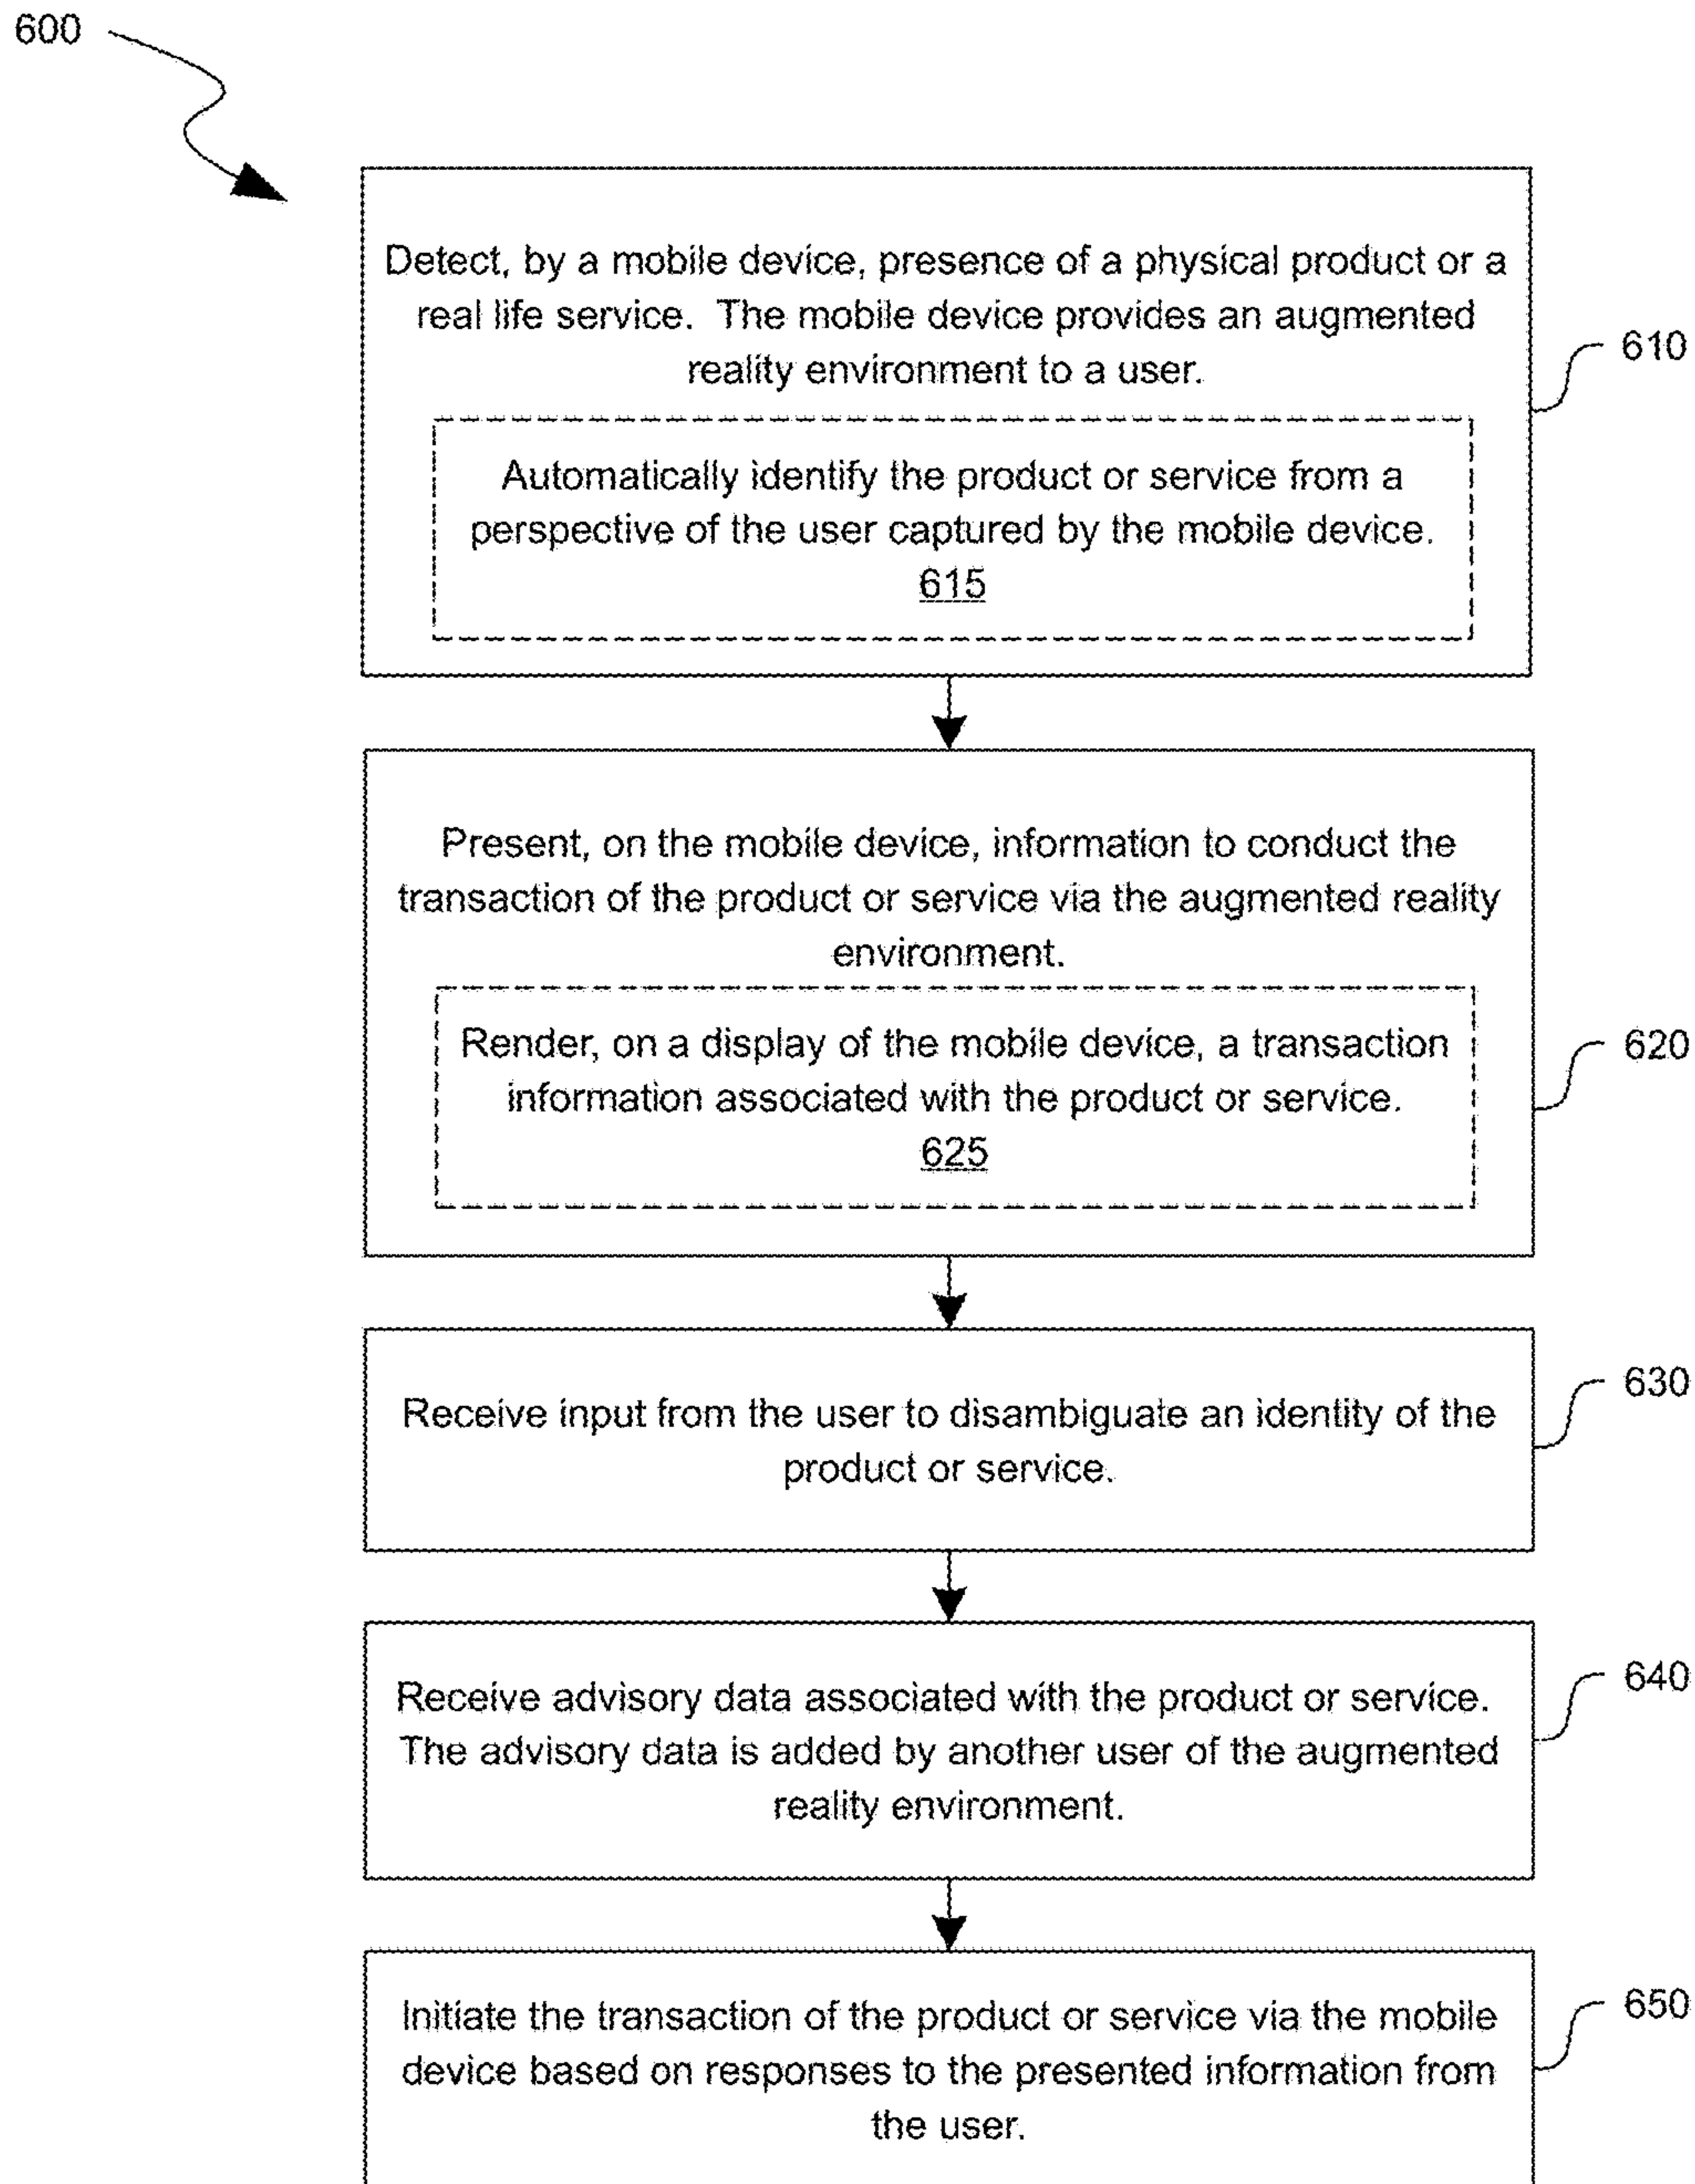 600
Detect, by a mobile device, presence of a physical product or a
real life service. The mobile device provides an augmented
reality environment to a user.
610
Automatically identify the product or service from a
perspective of the user captured by the mobile device.
615
Present, on the mobile device, information to conduct the
transaction of the product or service via the augmented reality
environment.
Render, on a display of the mobile device, a transaction
information associated with the product or service.
625
620
Receive input from the user to disambiguate an identity of the
product or service.
630
Receive advisory data associated with the product or service.
The advisory data is added by another user of the augmented
reality environment.
640
Initiate the transaction of the product or service via the mobile
device based on responses to the presented information from
the user.
650